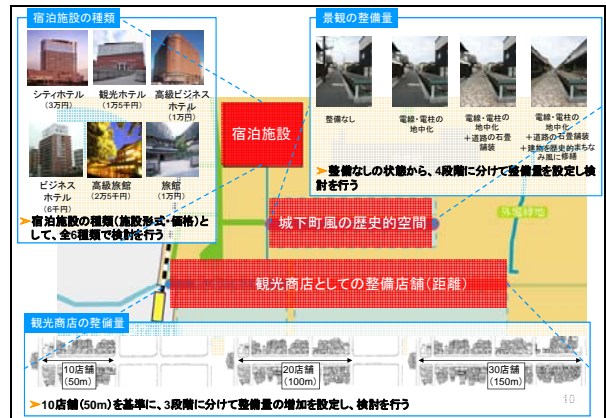 宿泊施設の種類
シティホテル
(3万円)
観光ホテル
(1万5千円)
高級ビジネス
ホテル
(1万円)
ビジネス
ホテル
(6千円)
高級旅館
(2万5千円)
旅館
(1万円)
➤宿泊施設の種類(施設形式・価格)と
して、全6種類で検討を行う
景観の整備量
整備なし
電線・電柱の
地中化
電線・電柱の
地中化
+道路の石畳
舗装
電線・電柱の
地中化
+道路の石畳舗装
+建物を歴史的まちな
み風に修繕
➤整備なしの状態から、4段階に分けて整備量を設定し検
討を行う
宿泊施設
城下町風の歴史的空間
外濠緑地
観光商店としての整備店舗(距離)
観光商店の整備量
10店舗
(50m)
20店舗
(100m)
30店舗
(150m)
➤10店舗(50m)を基準に、3段階に分けて整備量の増加を設定し、検討を行う
10